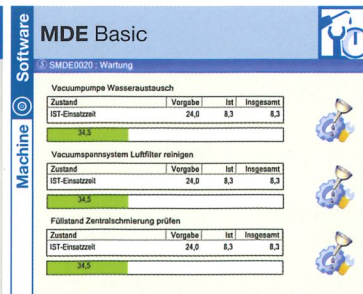 Software
Machine
MDE Basic
SMDE0020 : Wartung
Vacuumpumpe Wasseraustausch
Zustand Vorgabe Ist Insgesamt
IST-Einsatzzeit 24,0 8,3 8,3
34,5
Vacuumspannsystem Luftfilter reinigen
Zustand Vorgabe Ist Insgesamt
IST-Einsatzzeit 24,0 8,3 8,3
34,5
Füllstand Zentralschmierung prüfen
Zustand Vorgabe Ist Insgesamt
IST-Einsatzzeit 24,0 8,3 8,3
34,5